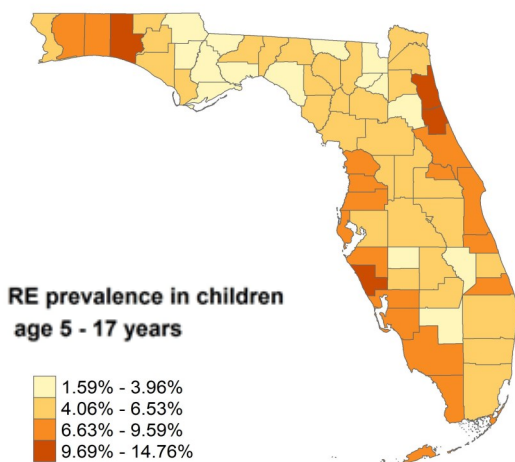 RE prevalence in children
age 5 - 17 years
1.59% - 3.96%
4.06% - 6.53%
6.63% - 9.59%
9.69% - 14.76%